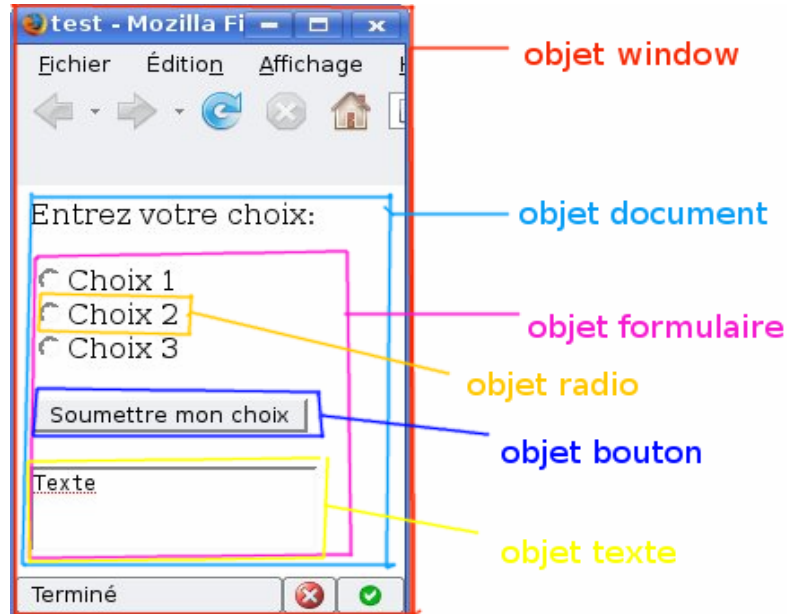 test - Mozilla Fi
objet window
Fichier Édition Affichage
Entrez votre choix:
objet document
Choix 1
Choix 2
Choix 3
objet formulaire
objet radio
Soumettre mon choix
objet bouton
Texte
objet texte
Terminé